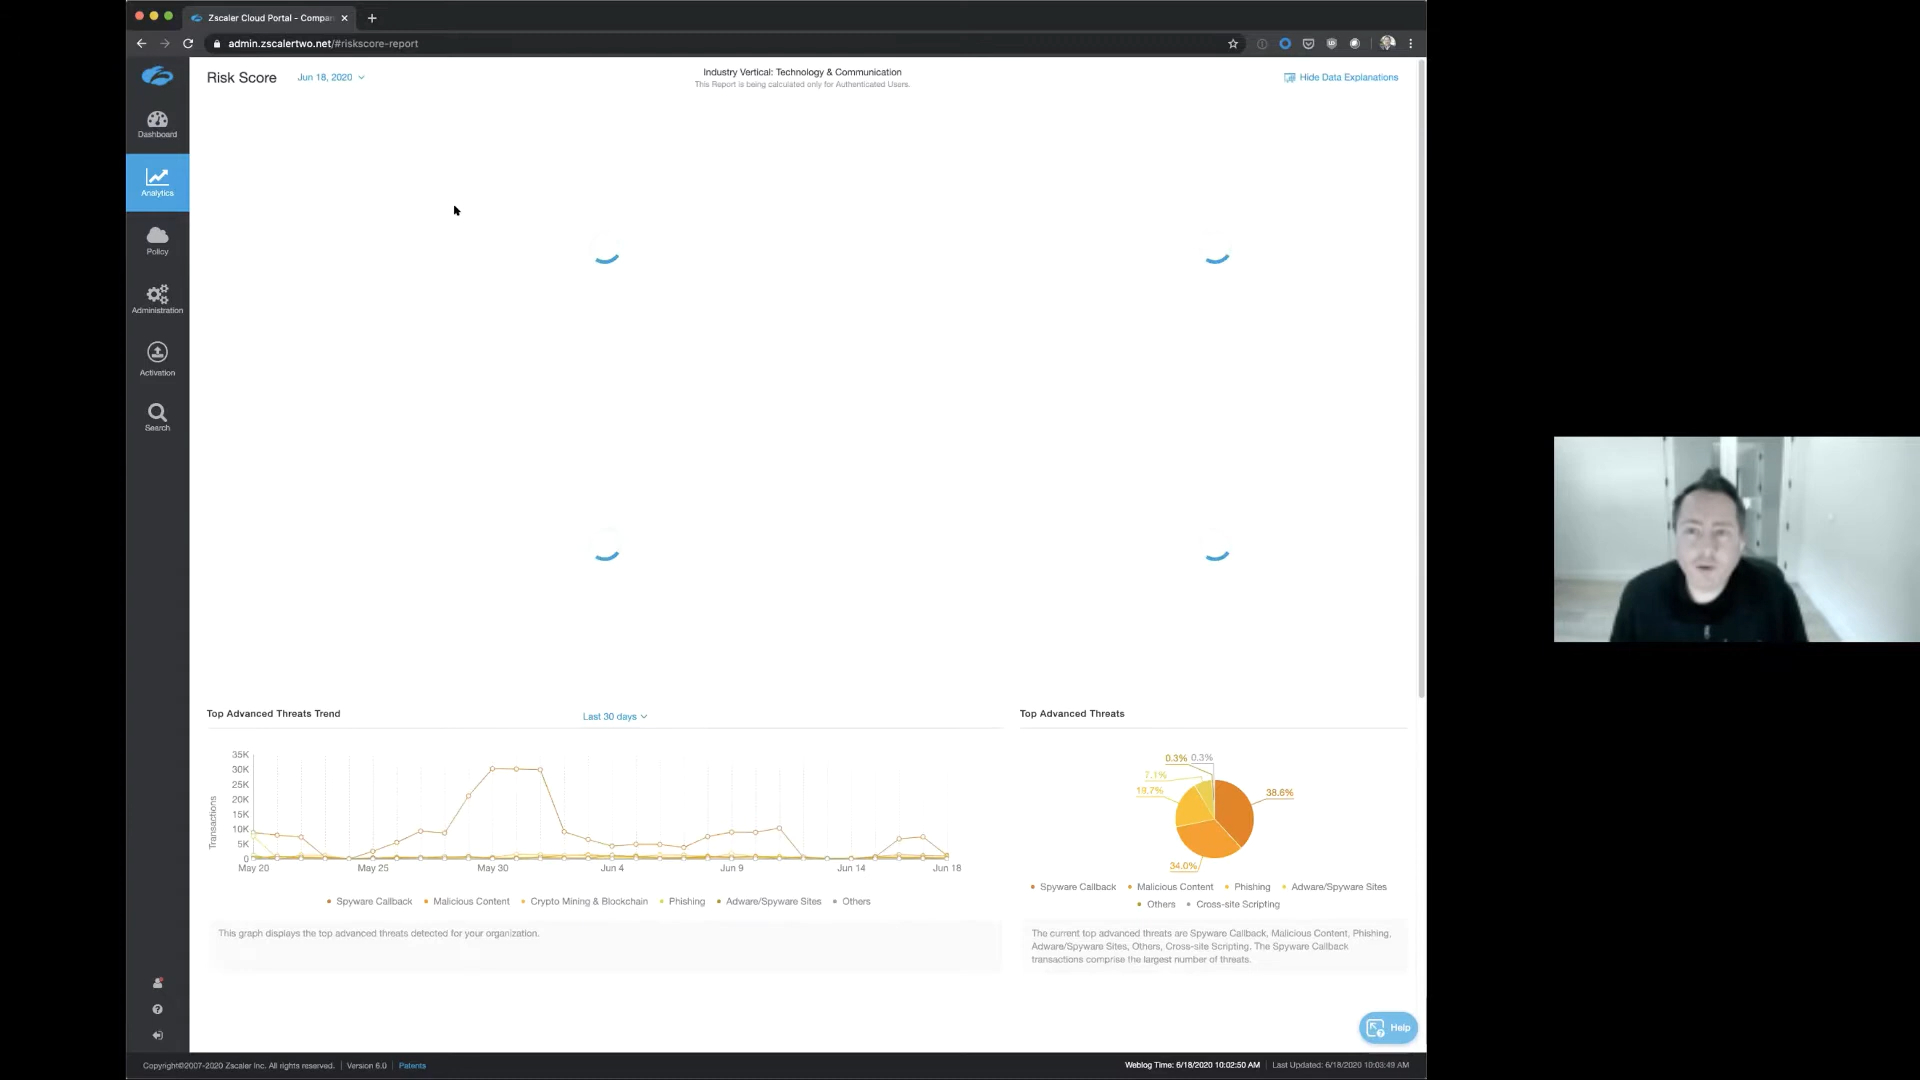 Zscaler Cloud Portal - Compan
admin.zscalertwo.net/#riskscore-report
Risk Score
Jun 18, 2020
Industry Vertical: Technology & Communication
This Report is being calculated only for Authenticated Users.
Hide Data Explanations
Dashboard
Analytics
Policy
Administration
Activation
Search
Top Advanced Threats Trend
Last 30 days
Transactions
35K
30K
25K
20K
15K
10K
5K
0
May 20
May 25
May 30
Jun 4
Jun 9
Jun 14
Jun 18
Spyware Callback
Malicious Content
Crypto Mining & Blockchain
Phishing
Adware/Spyware Sites
Others
This graph displays the top advanced threats detected for your organization.
Top Advanced Threats
0.3% 0.3%
7.1%
19.7%
38.6%
34.0%
Spyware Callback
Malicious Content
Phishing
Adware/Spyware Sites
Others
Cross-site Scripting
The current top advanced threats are Spyware Callback, Malicious Content, Phishing,
Adware/Spyware Sites, Others, Cross-site Scripting. The Spyware Callback
transactions comprise the largest number of threats.
Help
Copyright©2007-2020 Zscaler Inc. All rights reserved. | Version 6.0 | Patents
Weblog Time: 6/18/2020 10:02:50 AM | Last Updated: 6/18/2020 10:03:49 AM